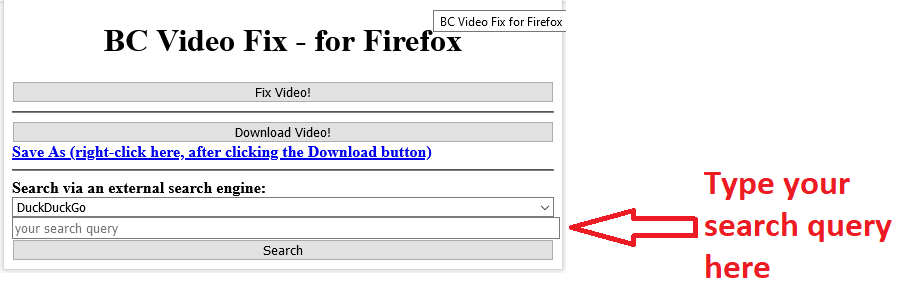 BC Video Fix for Firefox
BC Video Fix - for Firefox
Fix Video!
Download Video!
Save As (right-click here, after clicking the Download button)
Search via an external search engine:
DuckDuckGo
your search query
Search
Type your
search query
here